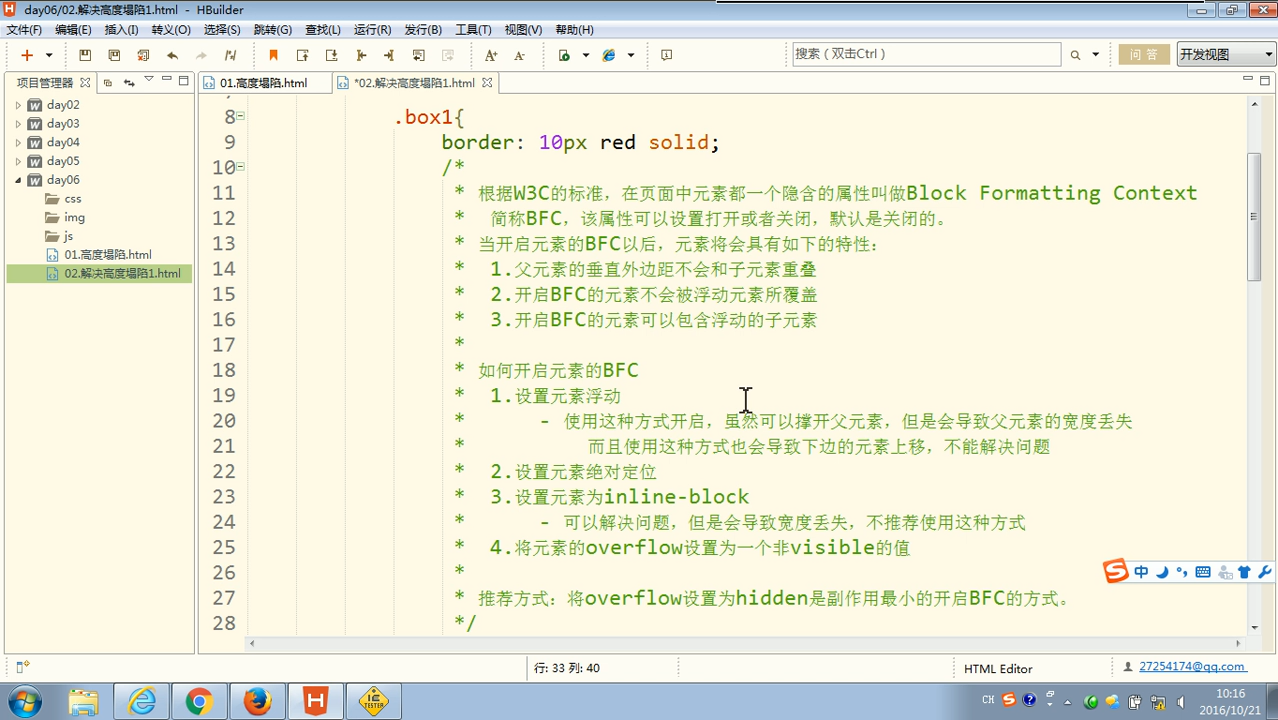 day06/02.解决高度塌陷1.html - HBuilder
文件(F) 编辑(E) 插入(I) 转义(O) 选择(S) 跳转(G) 查找(L) 运行(R) 发行(B) 工具(T) 视图(V) 帮助(H)
搜索（双击Ctrl） 问 答 开发视图
项目管理器 01.高度塌陷.html *02.解决高度塌陷1.html
day02
day03
day04
day05
day06
css
img
js
01.高度塌陷.html
02.解决高度塌陷1.html
8 .box1{
9 border: 10px red solid;
10 /*
11 * 根据W3C的标准，在页面中元素都一个隐含的属性叫做Block Formatting Context
12 * 简称BFC，该属性可以设置打开或者关闭，默认是关闭的。
13 * 当开启元素的BFC以后，元素将会具有如下的特性：
14 * 1.父元素的垂直外边距不会和子元素重叠
15 * 2.开启BFC的元素不会被浮动元素所覆盖
16 * 3.开启BFC的元素可以包含浮动的子元素
17 *
18 * 如何开启元素的BFC
19 * 1.设置元素浮动
20 * - 使用这种方式开启，虽然可以撑开父元素，但是会导致父元素的宽度丢失
21 * 而且使用这种方式也会导致下边的元素上移，不能解决问题
22 * 2.设置元素绝对定位
23 * 3.设置元素为inline-block
24 * - 可以解决问题，但是会导致宽度丢失，不推荐使用这种方式
25 * 4.将元素的overflow设置为一个非visible的值
26 *
27 * 推荐方式：将overflow设置为hidden是副作用最小的开启BFC的方式。
28 */
中
行: 33 列: 40 HTML Editor 27254174@qq.com
CH 10:16
2016/10/21